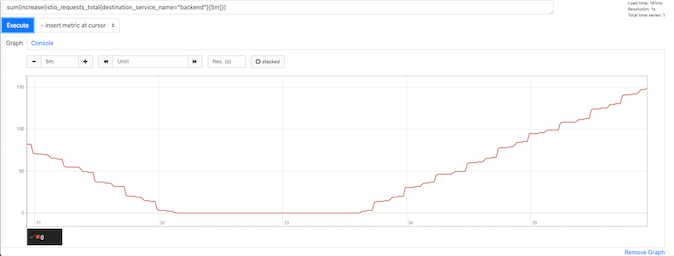 sum(increase(istio_requests_total{destination_service_name="backend"}[5m]))
Load time: 191ms
Resolution: 1s
Total time series: 1
Execute
- insert metric at cursor -
Graph
Console
5m
Until
Res. (s)
stacked
150
100
50
0
31
32
33
34
35
{}
Remove Graph